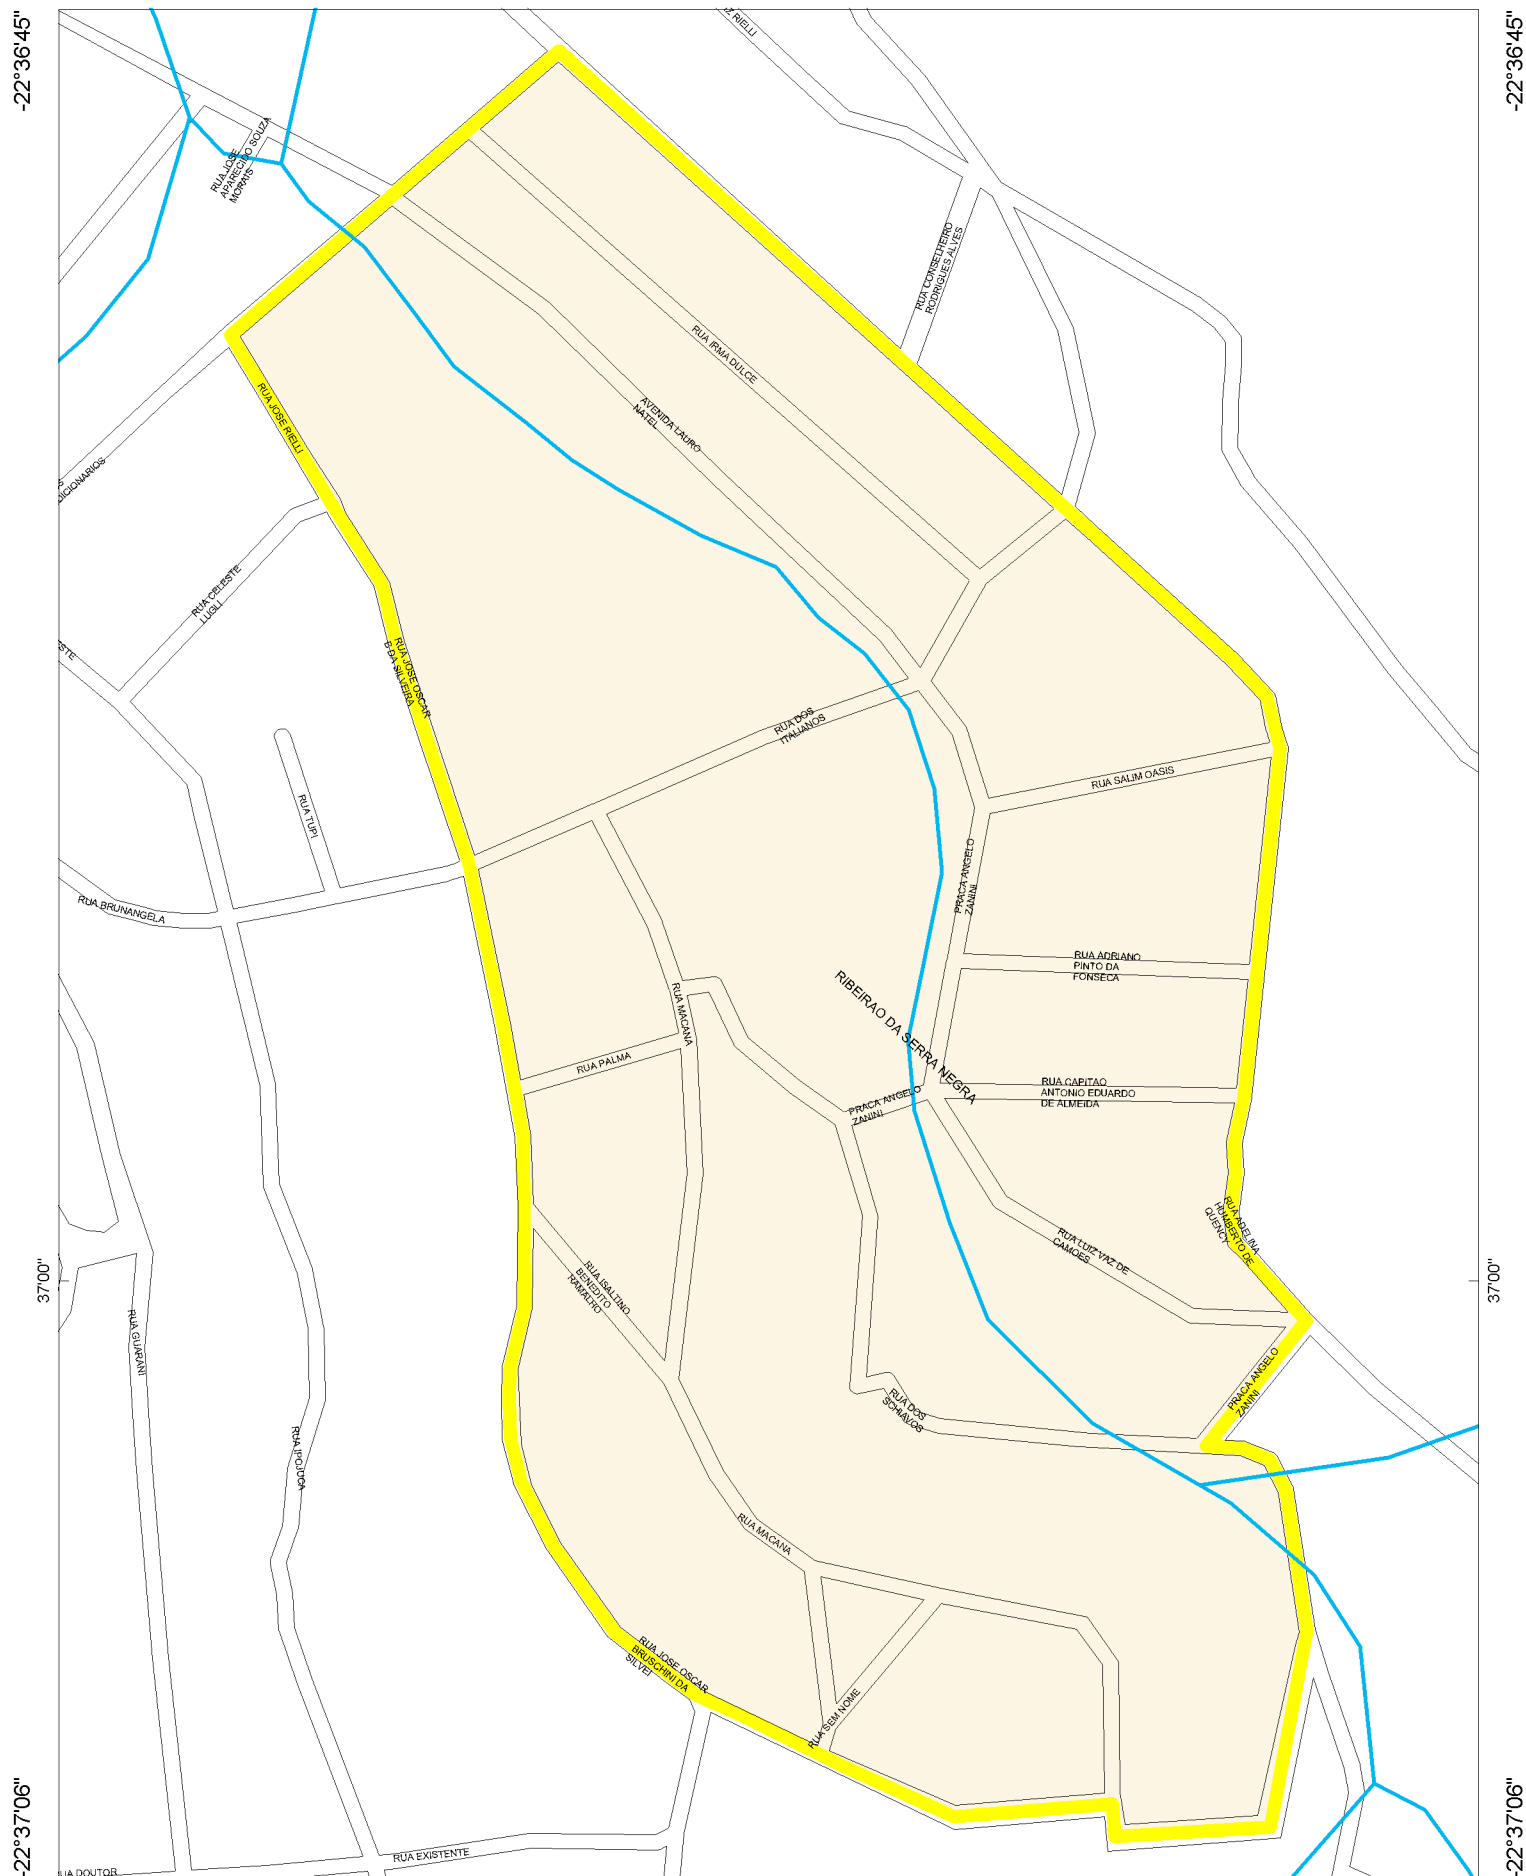 -22°36'45"
-22°36'45"
Z RIELLI
RUA JOSE
APARECIDO SOUZA
MORAIS
RUA CONSELHEIRO
RODRIGUES ALVES
RUA IRMA DULCE
RUA JOSE RIELLI
AVENIDA LAURO
NATEL
DICIONARIOS
RUA CELESTE
LUGLI
STE
RUA JOSE OSCAR
B DA SILVEIRA
RUA DOS
ITALIANOS
RUA SALIM OASIS
RUA TUPI
PRACA ANGELO
ZANINI
RUA BRUNANGELA
RUA ADRIANO
PINTO DA
FONSECA
RIBEIRAO DA SERRA NEGRA
RUA MACANA
RUA PALMA
RUA CAPITAO
ANTONIO EDUARDO
DE ALMEIDA
PRACA ANGELO
ZANINI
RUA ADELINA
HUMBERTO DE
QUENCY
RUA LUIZ VAZ DE
CAMOES
37'00"
37'00"
RUA ISALTINO
BENEDITO
RAMALHO
RUA GUARANI
PRACA ANGELO
ZANINI
RUA DOS
SCHIAVOS
RUA IPOJUCA
RUA MACANA
RUA JOSE OSCAR
BRUSCHINI DA
SILVEI
RUA SEM NOME
-22°37'06"
-22°37'06"
RUA EXISTENTE
UA DOUTOR